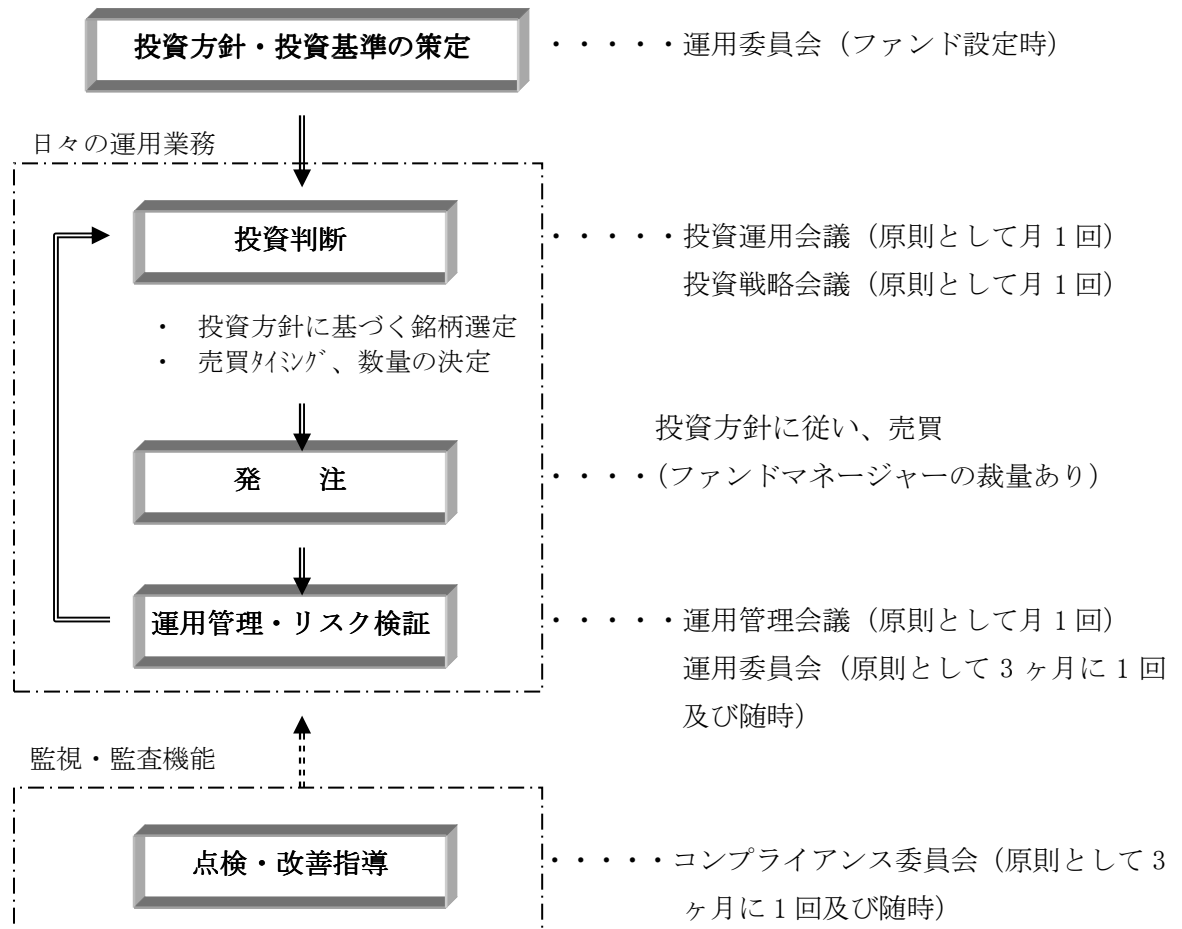 投資方針・投資基準の策定 ・・・・・運用委員会（ファンド設定時）
日々の運用業務
投資判断 ・・・・・投資運用会議（原則として月1回）
投資戦略会議（原則として月1回）
・ 投資方針に基づく銘柄選定
・ 売買ﾀｲﾐﾝｸﾞ、数量の決定
投資方針に従い、売買
発　　注 ・・・・(ファンドマネージャーの裁量あり）
運用管理・リスク検証 ・・・・・運用管理会議（原則として月1回）
運用委員会（原則として3ヶ月に1回
及び随時）
監視・監査機能
点検・改善指導 ・・・・・コンプライアンス委員会（原則として3
ヶ月に1回及び随時）